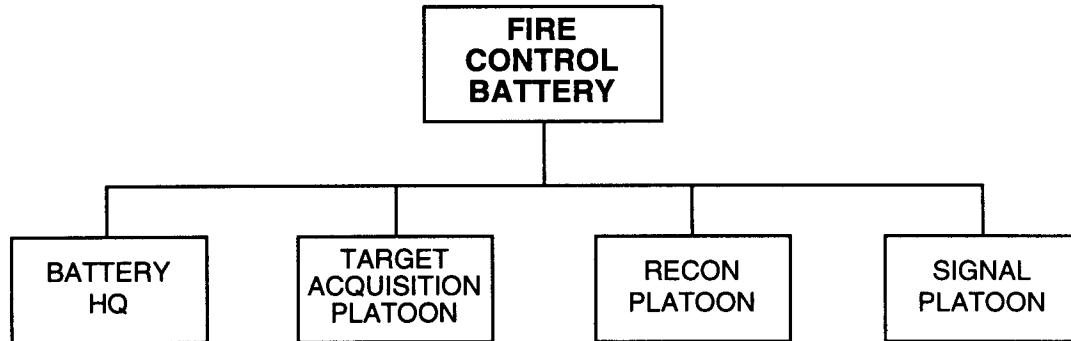 FIRE
CONTROL
BATTERY
BATTERY
HQ
TARGET
ACQUISITION
PLATOON
RECON
PLATOON
SIGNAL
PLATOON